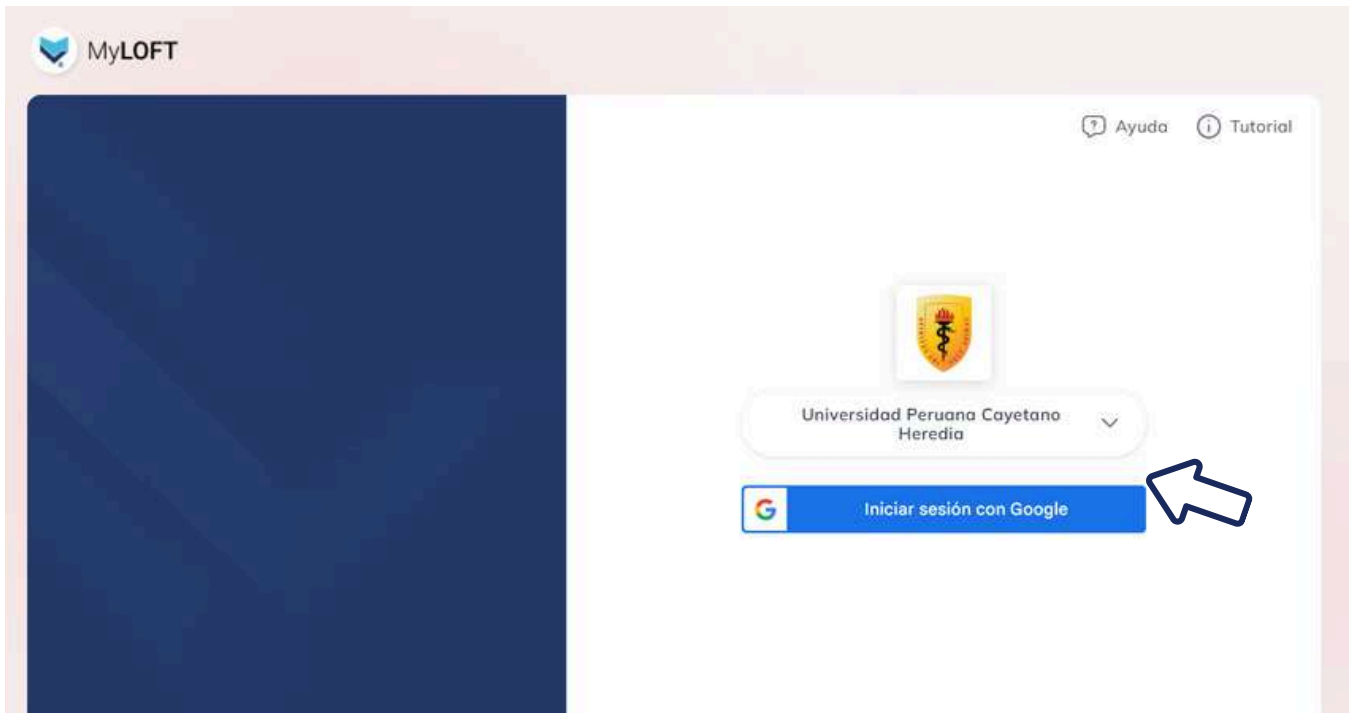 MyLOFT
Ayuda
Tutorial
Universidad Peruana Cayetano
Heredia
Iniciar sesión con Google